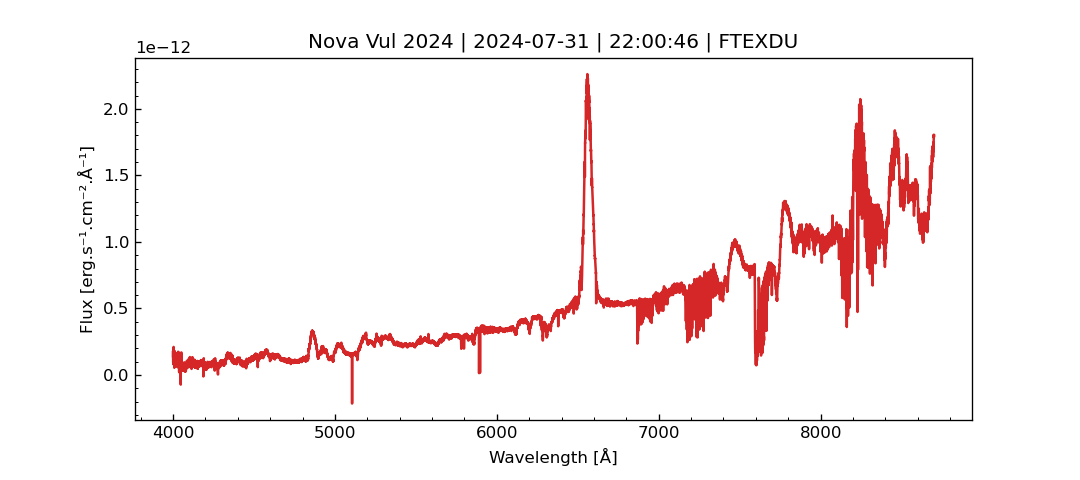 Nova Vul 2024 | 2024-07-31 | 22:00:46 | FTEXDU
1e−12
2.0
1.5
1.0
0.5
0.0
Flux [erg.s⁻¹.cm⁻².Å⁻¹]
4000 5000 6000 7000 8000
Wavelength [Å]